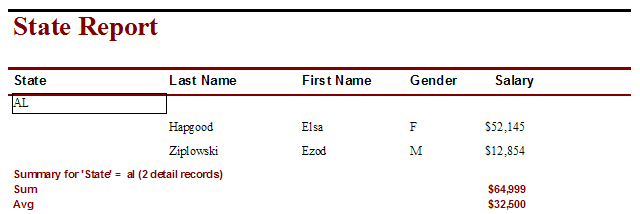 State Report
State Last Name First Name Gender Salary
AL
Hapgood Elsa F $52,145
Ziplowski Ezod M $12,854
Summary for 'State' = al (2 detail records)
Sum $64,999
Avg $32,500